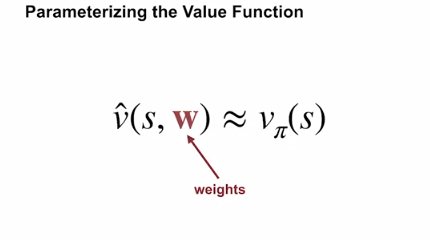 Parameterizing the Value Function
v̂(s, w) ≈ vπ(s)
weights